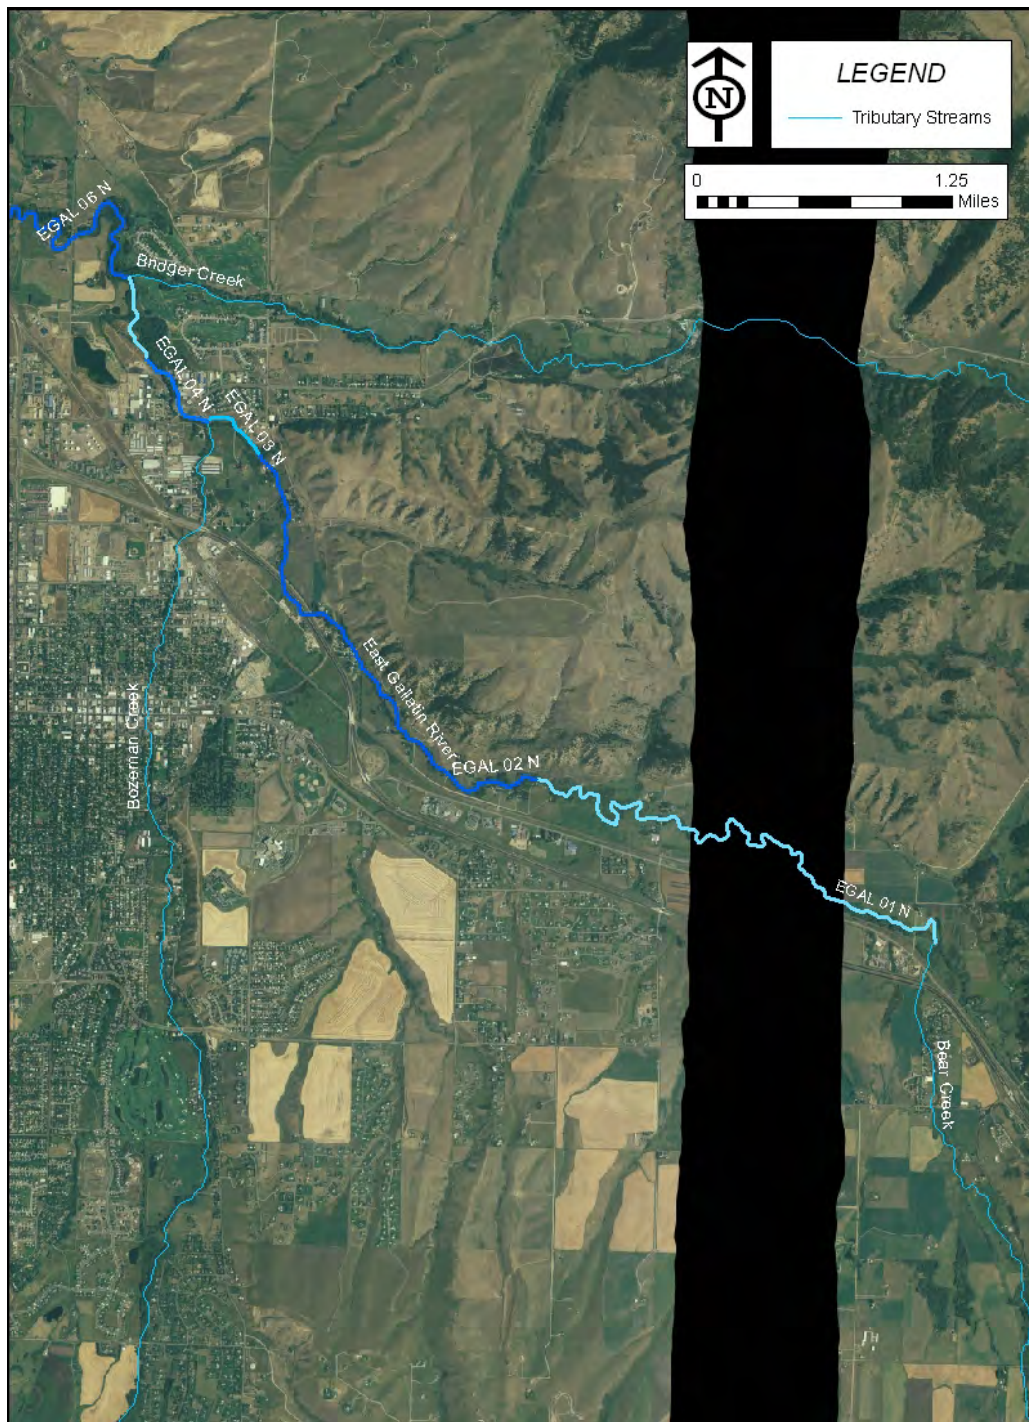 N
LEGEND
Tributary Streams
0 1.25
Miles
EGAL 06 N
Bridger Creek
EGAL 04 N
EGAL 03 N
East Gallatin River
EGAL 02 N
Bozeman Creek
EGAL 01 N
Bear Creek